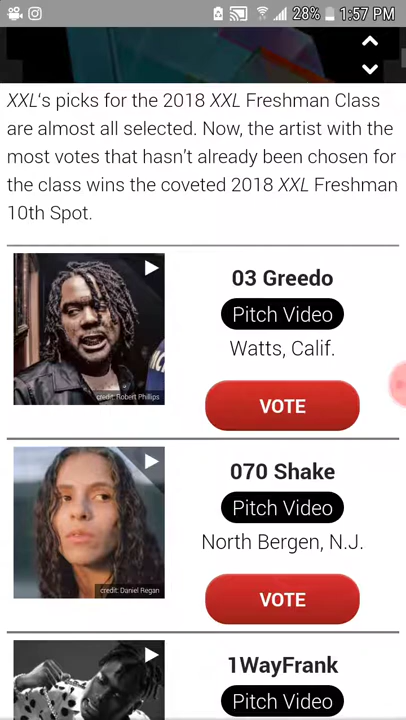 28% 1:57 PM
XXL's picks for the 2018 XXL Freshman Class
are almost all selected. Now, the artist with the
most votes that hasn't already been chosen for
the class wins the coveted 2018 XXL Freshman
10th Spot.
credit: Robert Phillips
03 Greedo
Pitch Video
Watts, Calif.
VOTE
credit: Daniel Regan
070 Shake
Pitch Video
North Bergen, N.J.
VOTE
1WayFrank
Pitch Video